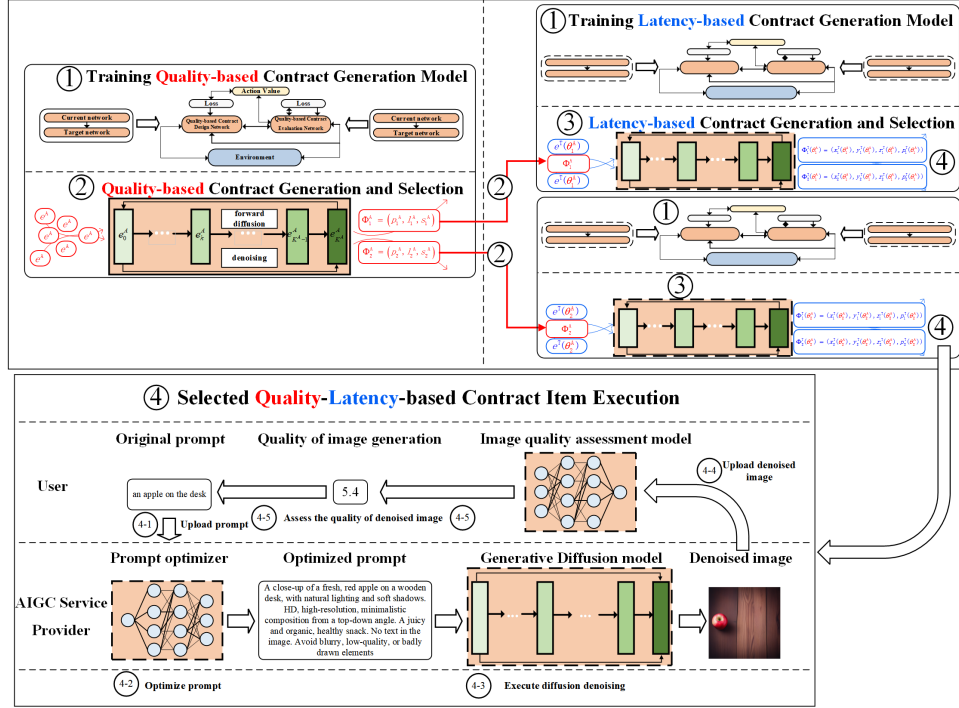 ① Training Quality-based Contract Generation Model
Action Value
Loss
Loss
Current network
Target network
Quality-based Contract
Design Network
Quality-based Contract
Evaluation Network
Current network
Target network
Environment
② Quality-based Contract Generation and Selection
forward
diffusion
denoising
②
②
① Training Latency-based Contract Generation Model
③ Latency-based Contract Generation and Selection
④
①
③
④
④ Selected Quality-Latency-based Contract Item Execution
Original prompt
Quality of image generation
Image quality assessment model
User
an apple on the desk
5.4
4-4
Upload denoised
image
4-1
Upload prompt
4-5
Assess the quality of denoised image
4-5
Prompt optimizer
Optimized prompt
Generative Diffusion model
Denoised image
AIGC Service
Provider
A close-up of a fresh, red apple on a wooden
desk, with natural lighting and soft shadows.
HD, high-resolution, minimalistic
composition from a top-down angle. A juicy
and organic, healthy snack. No text in the
image. Avoid blurry, low-quality, or badly
drawn elements
4-2
Optimize prompt
4-3
Execute diffusion denoising